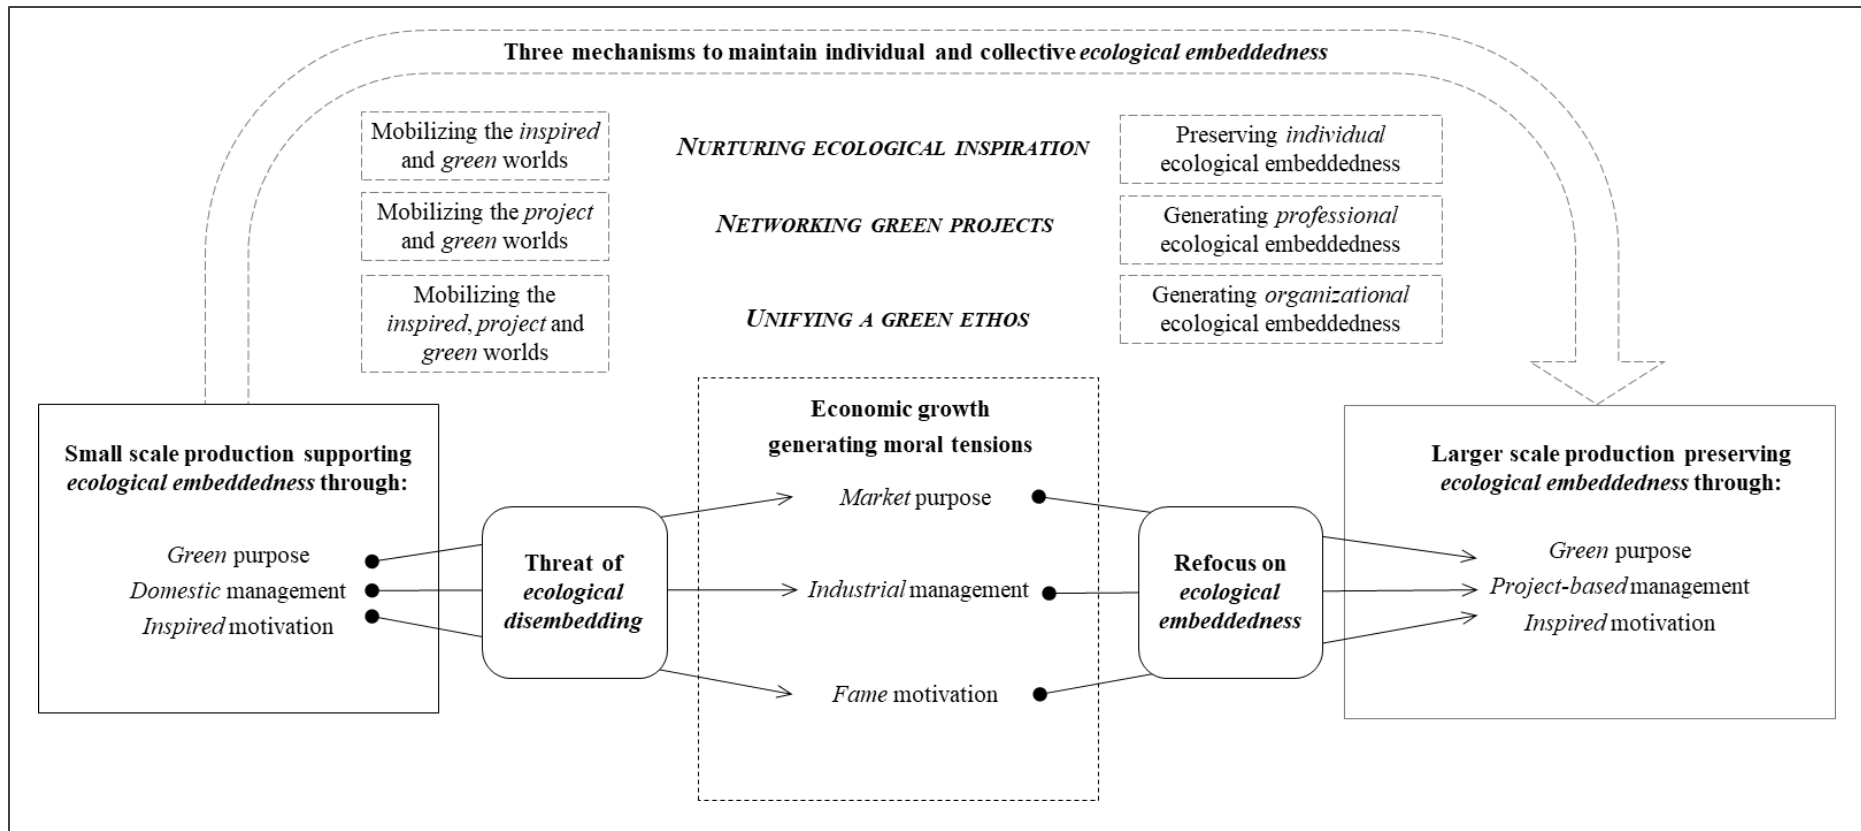 Three mechanisms to maintain individual and collective ecological embeddedness
Mobilizing the inspired
and green worlds
NURTURING ECOLOGICAL INSPIRATION
Preserving individual
ecological embeddedness
Mobilizing the project
and green worlds
NETWORKING GREEN PROJECTS
Generating professional
ecological embeddedness
Mobilizing the
inspired, project and
green worlds
UNIFYING A GREEN ETHOS
Generating organizational
ecological embeddedness
Small scale production supporting
ecological embeddedness through:
Green purpose
Domestic management
Inspired motivation
Threat of
ecological
disembedding
Economic growth
generating moral tensions
Market purpose
Industrial management
Fame motivation
Refocus on
ecological
embeddedness
Larger scale production preserving
ecological embeddedness through:
Green purpose
Project-based management
Inspired motivation